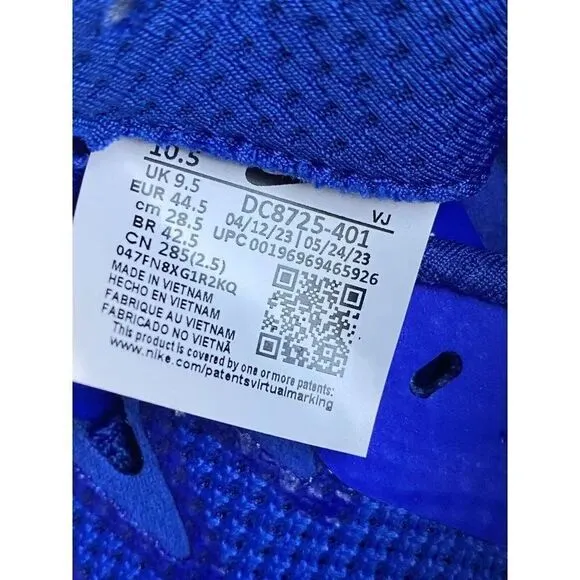 10.5
UK 9.5
EUR 44.5
cm 28.5
BR 42.5
CN 285(2.5)
047FN8XG1R2KQ
DC8725-401
VJ
04/12/23|05/24/23
UPC 00196969465926
MADE IN VIETNAM
HECHO EN VIETNAM
FABRIQUE AU VIETNAM
FABRICADO NO VIETNÃ
This product is covered by one or more patents:
www.nike.com/patentsvirtualmarking